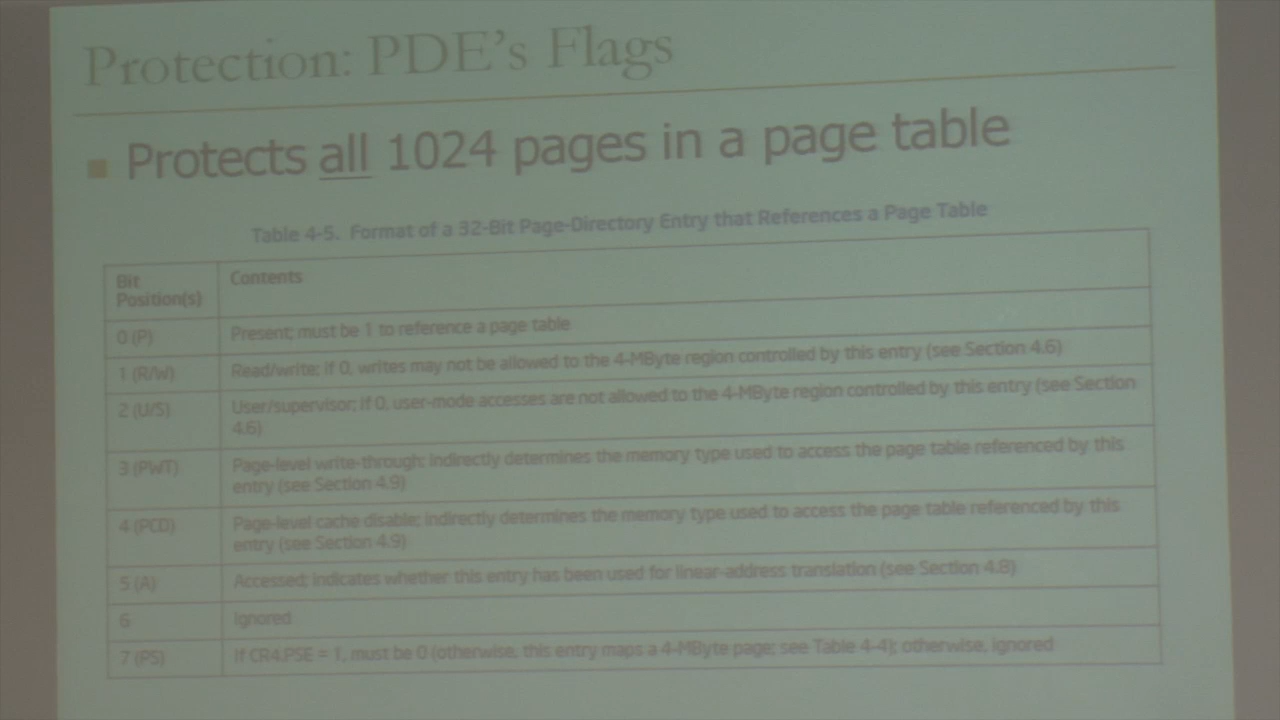 Protection: PDE's Flags
Protects all 1024 pages in a page table
Table 4-5. Format of a 32-Bit Page-Directory Entry that References a Page Table
Bit Position(s) Contents
0 (P) Present; must be 1 to reference a page table
1 (R/W) Read/write; if 0, writes may not be allowed to the 4-MByte region controlled by this entry (see Section 4.6)
2 (U/S) User/supervisor; if 0, user-mode accesses are not allowed to the 4-MByte region controlled by this entry (see Section
4.6)
3 (PWT) Page-level write-through; indirectly determines the memory type used to access the page table referenced by this
entry (see Section 4.9)
4 (PCD) Page-level cache disable; indirectly determines the memory type used to access the page table referenced by this
entry (see Section 4.9)
5 (A) Accessed; indicates whether this entry has been used for linear-address translation (see Section 4.8)
6 Ignored
7 (PS) If CR4.PSE = 1, must be 0 (otherwise, this entry maps a 4-MByte page; see Table 4-4); otherwise, ignored